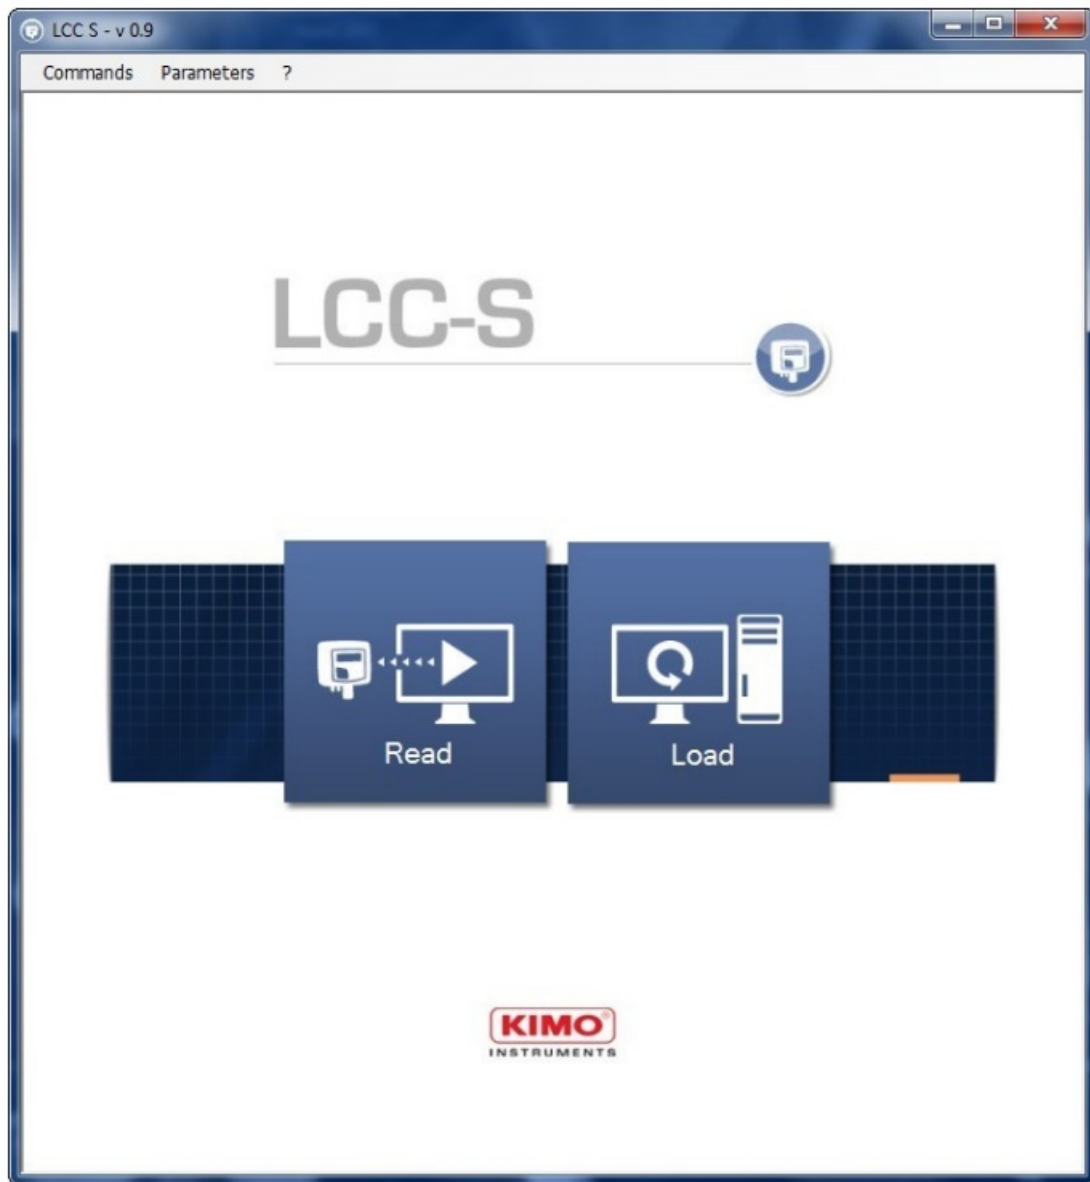 LCC S - v 0.9
Commands Parameters ?
LCC-S
Read Load
KIMO®
INSTRUMENTS